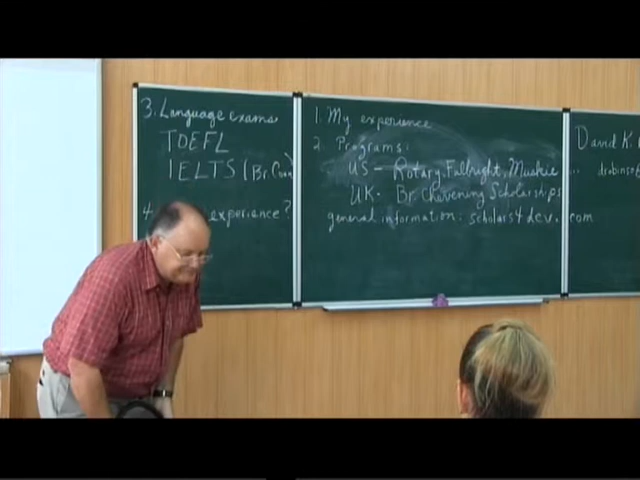 3. Language exams
TOEFL
IELTS (Br. Coun
4. experience?
1. My experience
2. Programs:
US — Rotary, Fulbright, Muskie ...
UK - Br. Chevening Scholarships
general information: scholars4dev.com
David K.